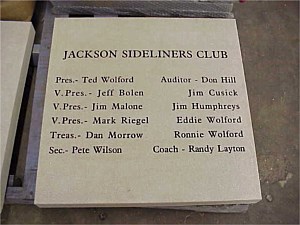 JACKSON SIDELINERS CLUB
Pres.- Ted Wolford Auditor - Don Hill
V. Pres.- Jeff Bolen Jim Cusick
V. Pres.- Jim Malone Jim Humphreys
V. Pres.- Mark Riegel Eddie Wolford
Treas.- Dan Morrow Ronnie Wolford
Sec.- Pete Wilson Coach - Randy Layton